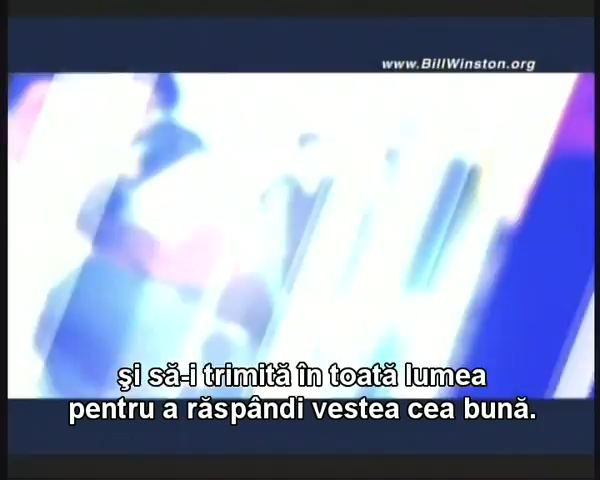 www.BillWinston.org
şi să-i trimită în toată lumea
pentru a răspândi vestea cea bună.